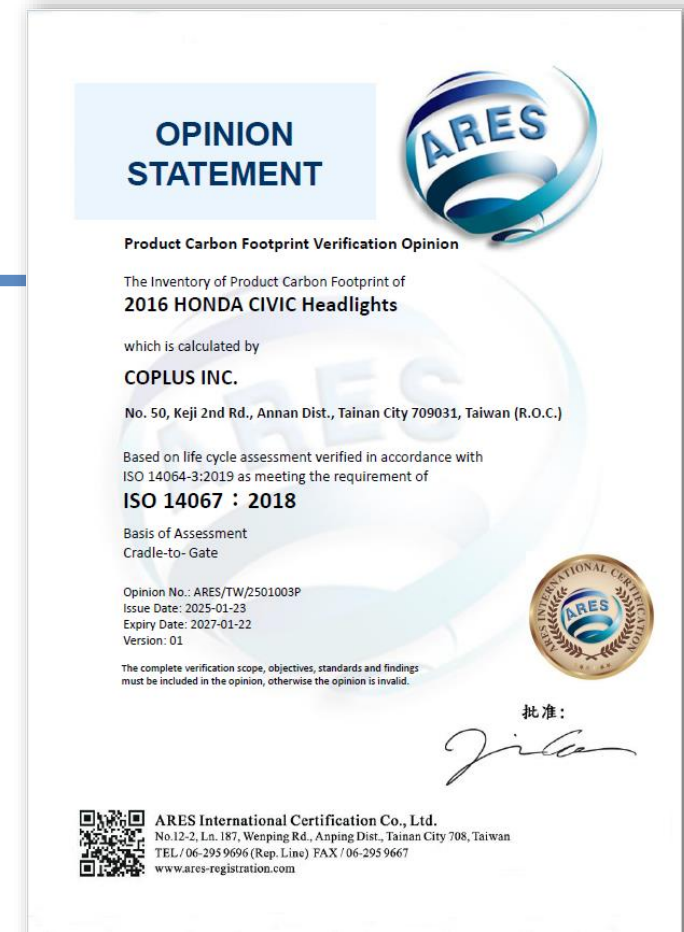 OPINION
STATEMENT
ARES
Product Carbon Footprint Verification Opinion
The Inventory of Product Carbon Footprint of
2016 HONDA CIVIC Headlights
which is calculated by
COPLUS INC.
No. 50, Keji 2nd Rd., Annan Dist., Tainan City 709031, Taiwan (R.O.C.)
Based on life cycle assessment verified in accordance with
ISO 14064-3:2019 as meeting the requirement of
ISO 14067：2018
Basis of Assessment
Cradle-to- Gate
Opinion No.: ARES/TW/2501003P
Issue Date: 2025-01-23
Expiry Date: 2027-01-22
Version: 01
The complete verification scope, objectives, standards and findings
must be included in the opinion, otherwise the opinion is invalid.
ARES INTERNATIONAL CERTIFICATION
ARES
批准：
ARES International Certification Co., Ltd.
No.12-2, Ln. 187, Wenping Rd., Anping Dist., Tainan City 708, Taiwan
TEL / 06-295 9696 (Rep. Line) FAX / 06-295 9667
www.ares-registration.com